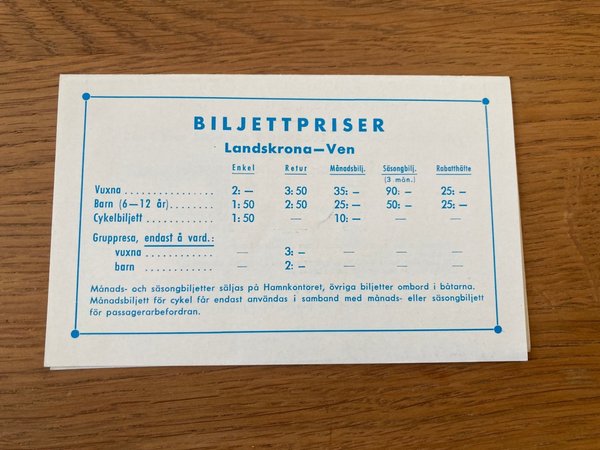 BILJETTPRISER
Landskrona—Ven
Enkel Retur Månadsbilj. Säsongbilj. Rabatthäfte
(3 mån.)
Vuxna . . . . . . . . . . . . . . . 2: — 3: 50 35: — 90: — 25: —
Barn (6—12 år) . . . . . . . . 1: 50 2: 50 25: — 50: — 25: —
Cykelbiljett . . . . . . . . . . . . 1: 50 — 10: — — —
Gruppresa, endast å vard.:
vuxna . . . . . . . . . . . . — 3: — — — —
barn . . . . . . . . . . . . — 2: — — — —
Månads- och säsongbiljetter säljas på Hamnkontoret, övriga biljetter ombord i båtarna.
Månadsbiljett för cykel får endast användas i samband med månads- eller säsongbiljett
för passagerarbefordran.